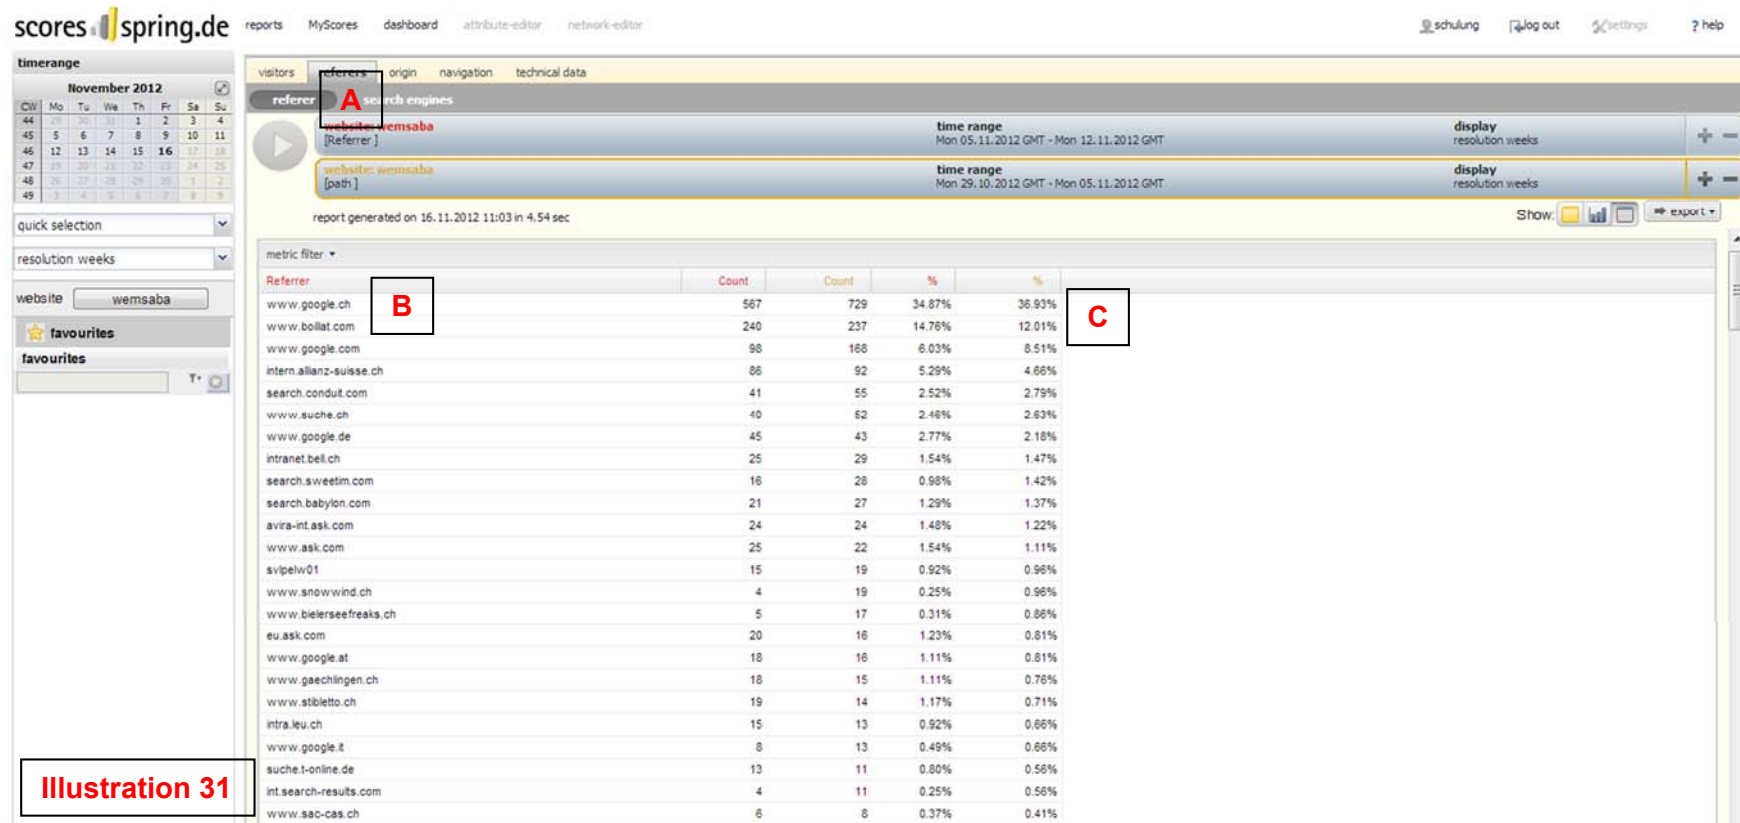 scores spring.de
reports MyScores dashboard attribute-editor network-editor
schulung log out settings ? help
timerange
November 2012
CW Mo Tu We Th Fr Sa Su
44 29 30 31 1 2 3 4
45 5 6 7 8 9 10 11
46 12 13 14 15 16 17 18
47 19 20 21 22 23 24 25
48 26 27 28 29 30 1 2
49 3 4 5 6 7 8 9
quick selection
resolution weeks
website wemsaba
favourites
favourites
visitors referers origin navigation technical data
referer A search engines
website: wemsaba time range display
[Referrer ] Mon 05.11.2012 GMT - Mon 12.11.2012 GMT resolution weeks
website: wemsaba time range display
[path ] Mon 29.10.2012 GMT - Mon 05.11.2012 GMT resolution weeks
report generated on 16.11.2012 11:03 in 4.54 sec
Show: export
metric filter
Referrer Count Count % %
www.google.ch 567 729 34.87% 36.93%
B
C
www.boillat.com 240 237 14.76% 12.01%
www.google.com 98 168 6.03% 8.51%
intern.allianz-suisse.ch 86 92 5.29% 4.66%
search.conduit.com 41 55 2.52% 2.79%
www.suche.ch 40 52 2.46% 2.63%
www.google.de 45 43 2.77% 2.18%
intranet.bell.ch 25 29 1.54% 1.47%
search.sweetim.com 16 28 0.98% 1.42%
search.babylon.com 21 27 1.29% 1.37%
avira-int.ask.com 24 24 1.48% 1.22%
www.ask.com 25 22 1.54% 1.11%
svlpelw01 15 19 0.92% 0.96%
www.snowwind.ch 4 19 0.25% 0.96%
www.bielerseefreaks.ch 5 17 0.31% 0.86%
eu.ask.com 20 16 1.23% 0.81%
www.google.at 18 16 1.11% 0.81%
www.gaechlingen.ch 18 15 1.11% 0.76%
www.stibletto.ch 19 14 1.17% 0.71%
intra.leu.ch 15 13 0.92% 0.66%
www.google.it 8 13 0.49% 0.66%
suche.t-online.de 13 11 0.80% 0.56%
int.search-results.com 4 11 0.25% 0.56%
www.sac-cas.ch 6 8 0.37% 0.41%
Illustration 31